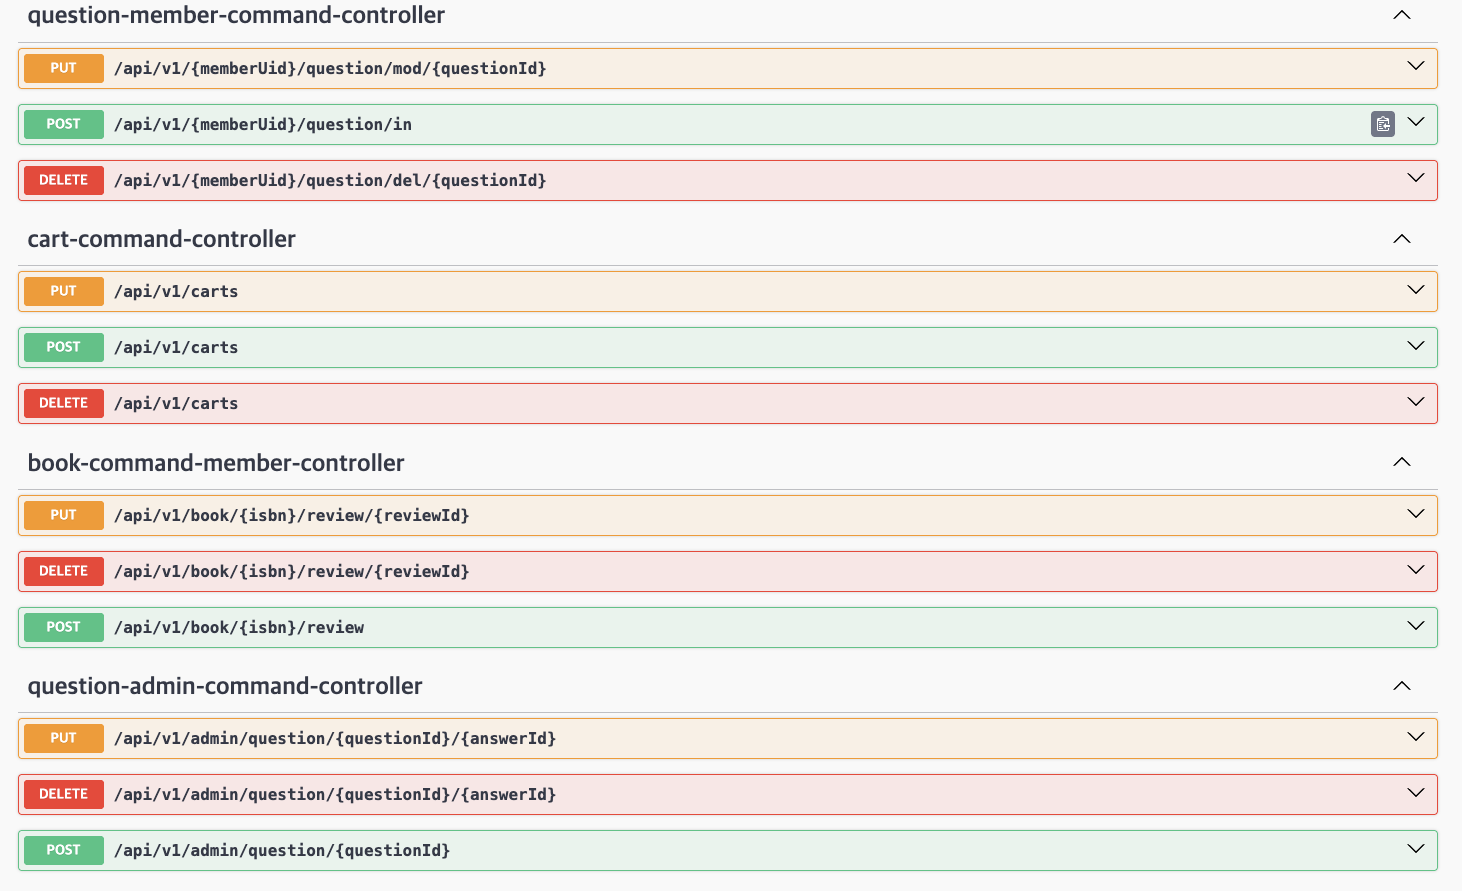 question-member-command-controller
PUT /api/v1/{memberUid}/question/mod/{questionId}
POST /api/v1/{memberUid}/question/in
DELETE /api/v1/{memberUid}/question/del/{questionId}
cart-command-controller
PUT /api/v1/carts
POST /api/v1/carts
DELETE /api/v1/carts
book-command-member-controller
PUT /api/v1/book/{isbn}/review/{reviewId}
DELETE /api/v1/book/{isbn}/review/{reviewId}
POST /api/v1/book/{isbn}/review
question-admin-command-controller
PUT /api/v1/admin/question/{questionId}/{answerId}
DELETE /api/v1/admin/question/{questionId}/{answerId}
POST /api/v1/admin/question/{questionId}